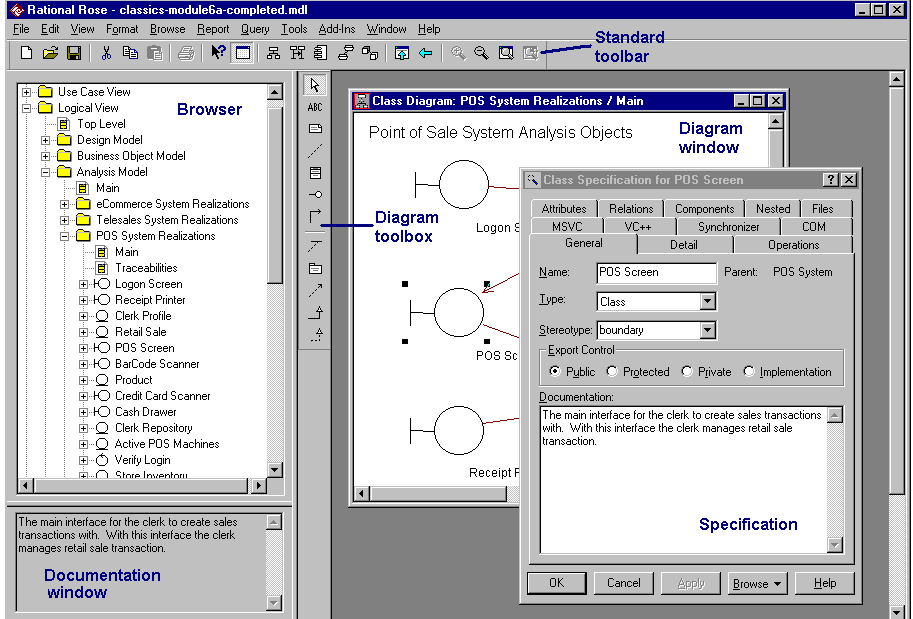 Rational Rose - classics-module6a-completed.mdl
File Edit View Format Browse Report Query Tools Add-Ins Window Help
Standard
toolbar
Browser
Use Case View
Logical View
Top Level
Design Model
Business Object Model
Analysis Model
Main
eCommerce System Realizations
Telesales System Realizations
POS System Realizations
Main
Traceabilities
Logon Screen
Receipt Printer
Clerk Profile
Retail Sale
POS Screen
BarCode Scanner
Product
Credit Card Scanner
Cash Drawer
Clerk Repository
Active POS Machines
Verify Login
Store Inventory
The main interface for the clerk to create sales
transactions with. With this interface the clerk
manages retail sale transaction.
Documentation
window
ABC
Diagram
toolbox
Class Diagram: POS System Realizations / Main
Point of Sale System Analysis Objects
Diagram
window
Logon S
POS Sc
Receipt P
Class Specification for POS Screen
Attributes Relations Components Nested Files
MSVC VC++ Synchronizer COM
General Detail Operations
Name: POS Screen Parent: POS System
Type: Class
Stereotype: boundary
Export Control
Public Protected Private Implementation
Documentation:
The main interface for the clerk to create sales transactions
with. With this interface the clerk manages retail sale
transaction.
Specification
OK Cancel Apply Browse Help